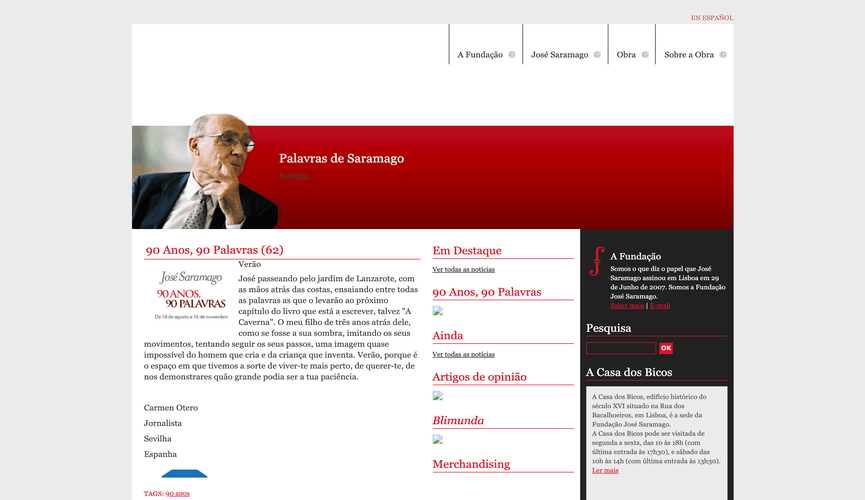 EN ESPAÑOL
A Fundação
José Saramago
Obra
Sobre a Obra
Palavras de Saramago
90 Anos, 90 Palavras (62)
José Saramago
90 ANOS,
90 PALAVRAS
De 18 de agosto a 16 de novembro
Verão
José passeando pelo jardim de Lanzarote, com
as mãos atrás das costas, ensaiando entre todas
as palavras as que o levarão ao próximo
capítulo do livro que está a escrever, talvez "A
Caverna". O meu filho de três anos atrás dele,
como se fosse a sua sombra, imitando os seus
movimentos, tentando seguir os seus passos, uma imagem quase
impossível do homem que cria e da criança que inventa. Verão, porque é
o espaço em que tivemos a sorte de viver-te mais perto, de querer-te, de
nos demonstrares quão grande podia ser a tua paciência.
Carmen Otero
Jornalista
Sevilha
Espanha
TAGS: 90 anos
Em Destaque
Ver todas as notícias
90 Anos, 90 Palavras
Ainda
Ver todas as notícias
Artigos de opinião
Blimunda
Merchandising
A Fundação
Somos o que diz o papel que José
Saramago assinou em Lisboa em 29
de Junho de 2007. Somos a Fundação
José Saramago.
Saber mais | E-mail
Pesquisa
OK
A Casa dos Bicos
A Casa dos Bicos, edifício histórico do
século XVI situado na Rua dos
Bacalhoeiros, em Lisboa, é a sede da
Fundação José Saramago.
A Casa dos Bicos pode ser visitada de
segunda a sexta, das 10 às 18h (com
última entrada às 17h30), e sábado das
10h às 14h (com última entrada às 13h30).
Ler mais